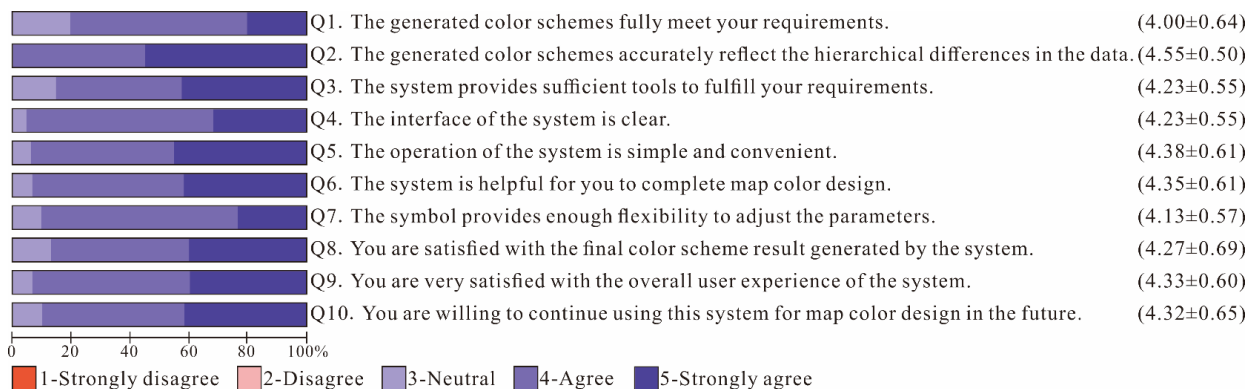 Q1. The generated color schemes fully meet your requirements. (4.00±0.64)
Q2. The generated color schemes accurately reflect the hierarchical differences in the data. (4.55±0.50)
Q3. The system provides sufficient tools to fulfill your requirements. (4.23±0.55)
Q4. The interface of the system is clear. (4.23±0.55)
Q5. The operation of the system is simple and convenient. (4.38±0.61)
Q6. The system is helpful for you to complete map color design. (4.35±0.61)
Q7. The symbol provides enough flexibility to adjust the parameters. (4.13±0.57)
Q8. You are satisfied with the final color scheme result generated by the system. (4.27±0.69)
Q9. You are very satisfied with the overall user experience of the system. (4.33±0.60)
Q10. You are willing to continue using this system for map color design in the future. (4.32±0.65)
0 20 40 60 80 100%
1-Strongly disagree 2-Disagree 3-Neutral 4-Agree 5-Strongly agree